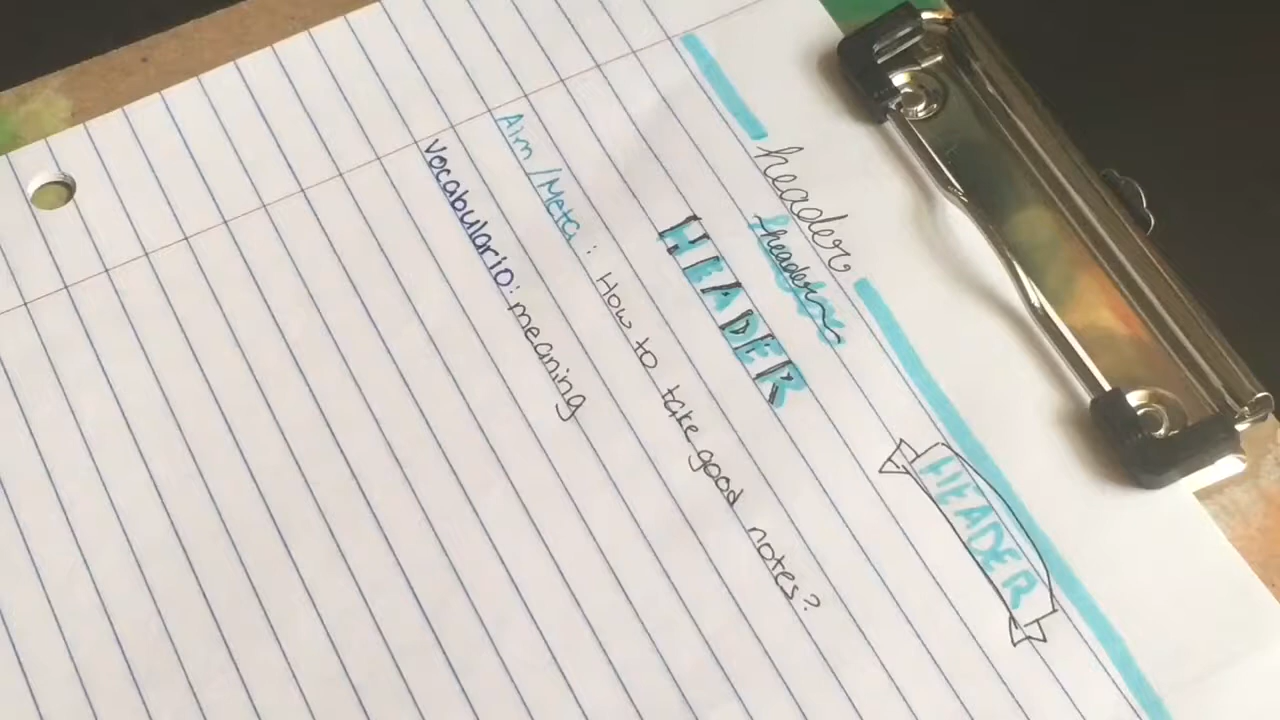 header
header
HEADER
HEADER
Aim/Meta: How to take good notes?
vocabulario: meaning